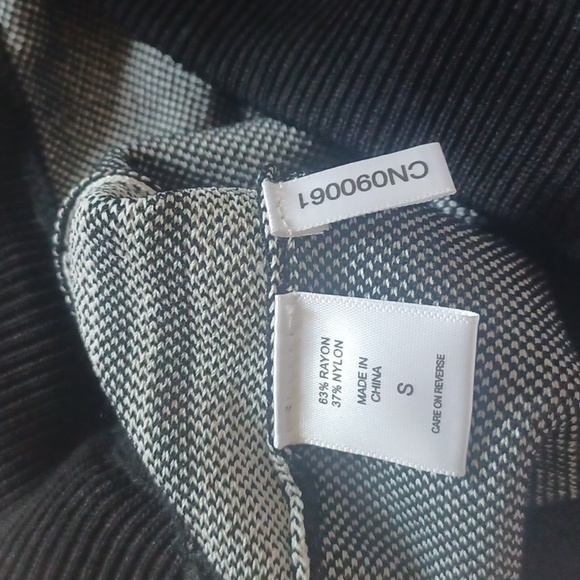 CN090061
63% RAYON
37% NYLON
MADE IN
CHINA
S
CARE ON REVERSE